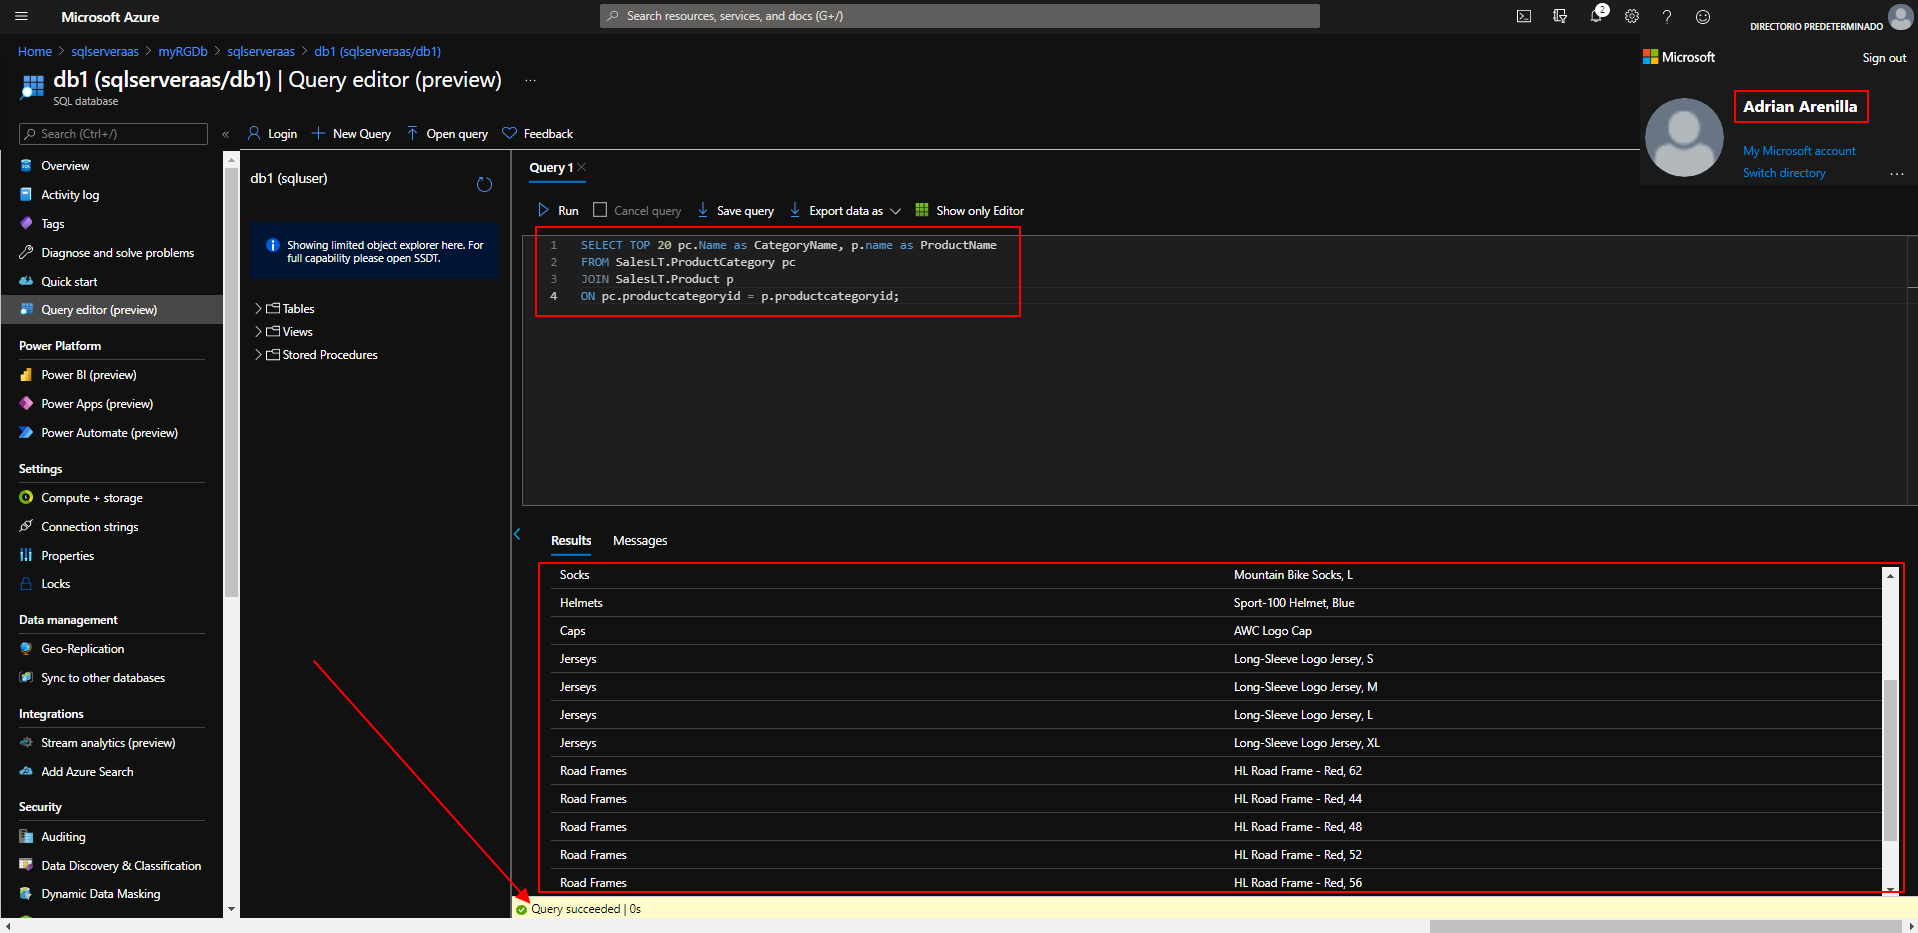 Microsoft Azure
Search resources, services, and docs (G+/)
2
DIRECTORIO PREDETERMINADO
Home > sqlserveraas > myRGDb > sqlserveraas > db1 (sqlserveraas/db1)
Microsoft
Sign out
db1 (sqlserveraas/db1) | Query editor (preview) ...
SQL database
Adrian Arenilla
My Microsoft account
Switch directory
...
Search (Ctrl+/)
«
Login
New Query
Open query
Feedback
Overview
Activity log
Tags
Diagnose and solve problems
Quick start
Query editor (preview)
Power Platform
Power BI (preview)
Power Apps (preview)
Power Automate (preview)
Settings
Compute + storage
Connection strings
Properties
Locks
Data management
Geo-Replication
Sync to other databases
Integrations
Stream analytics (preview)
Add Azure Search
Security
Auditing
Data Discovery & Classification
Dynamic Data Masking
db1 (sqluser)
Showing limited object explorer here. For
full capability please open SSDT.
Tables
Views
Stored Procedures
Query 1
Run
Cancel query
Save query
Export data as
Show only Editor
1 SELECT TOP 20 pc.Name as CategoryName, p.name as ProductName
2 FROM SalesLT.ProductCategory pc
3 JOIN SalesLT.Product p
4 ON pc.productcategoryid = p.productcategoryid;
Results Messages
Socks Mountain Bike Socks, L
Helmets Sport-100 Helmet, Blue
Caps AWC Logo Cap
Jerseys Long-Sleeve Logo Jersey, S
Jerseys Long-Sleeve Logo Jersey, M
Jerseys Long-Sleeve Logo Jersey, L
Jerseys Long-Sleeve Logo Jersey, XL
Road Frames HL Road Frame - Red, 62
Road Frames HL Road Frame - Red, 44
Road Frames HL Road Frame - Red, 48
Road Frames HL Road Frame - Red, 52
Road Frames HL Road Frame - Red, 56
Query succeeded | 0s